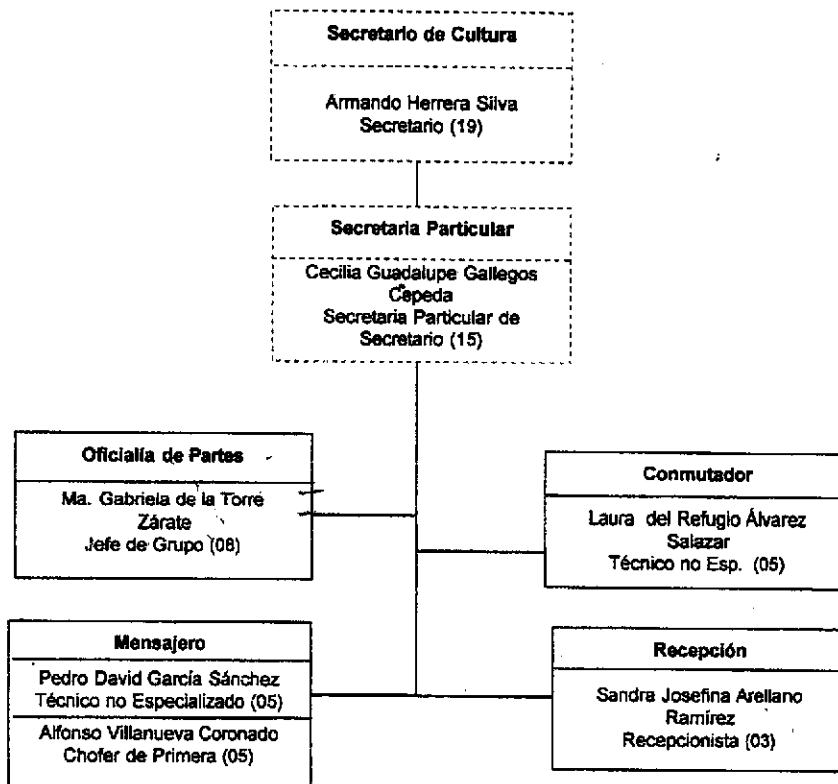 Secretario de Cultura
Armando Herrera Silva
Secretario (19)
Secretaria Particular
Cecilia Guadalupe Gallegos
Cepeda
Secretaria Particular de
Secretario (15)
Oficialía de Partes
Ma. Gabriela de la Torre
Zárate
Jefe de Grupo (08)
Conmutador
Laura del Refugio Álvarez
Salazar
Técnico no Esp. (05)
Mensajero
Pedro David García Sánchez
Técnico no Especializado (05)
Alfonso Villanueva Coronado
Chofer de Primera (05)
Recepción
Sandra Josefina Arellano
Ramírez
Recepcionista (03)